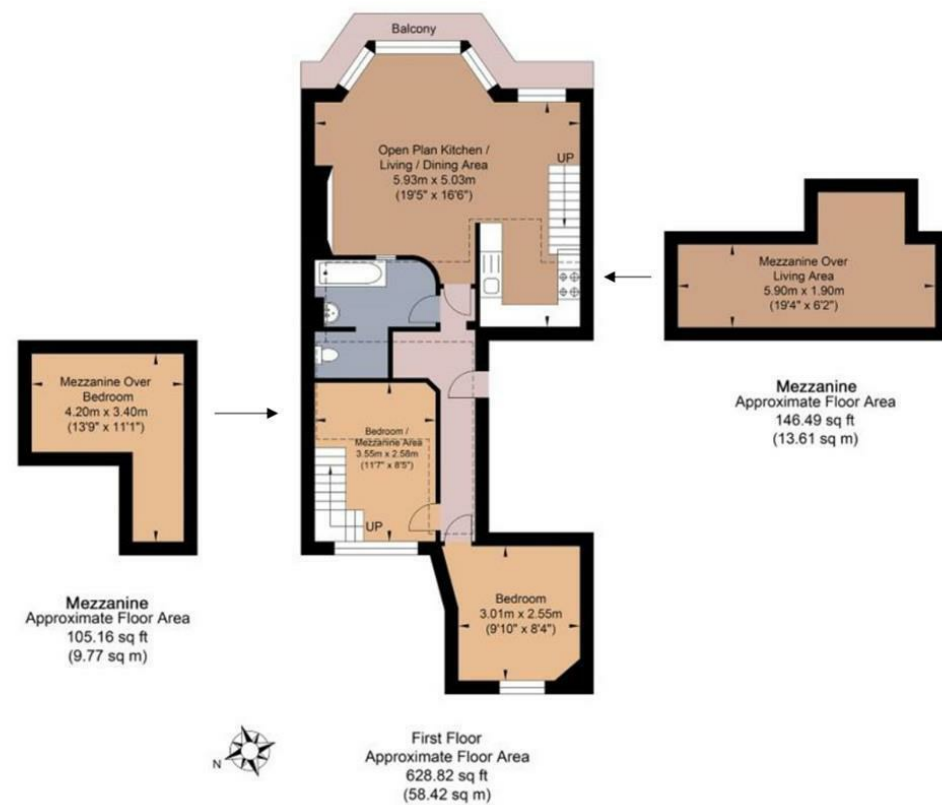 Balcony
Open Plan Kitchen /
Living / Dining Area
5.93m x 5.03m
(19'5" x 16'6")
UP
Mezzanine Over
Living Area
5.90m x 1.90m
(19'4" x 6'2")
Mezzanine
Approximate Floor Area
146.49 sq ft
(13.61 sq m)
Mezzanine Over
Bedroom
4.20m x 3.40m
(13'9" x 11'1")
Mezzanine
Approximate Floor Area
105.16 sq ft
(9.77 sq m)
Bedroom /
Mezzanine Area
3.55m x 2.58m
(11'7" x 8'5")
UP
Bedroom
3.01m x 2.55m
(9'10" x 8'4")
N
First Floor
Approximate Floor Area
628.82 sq ft
(58.42 sq m)